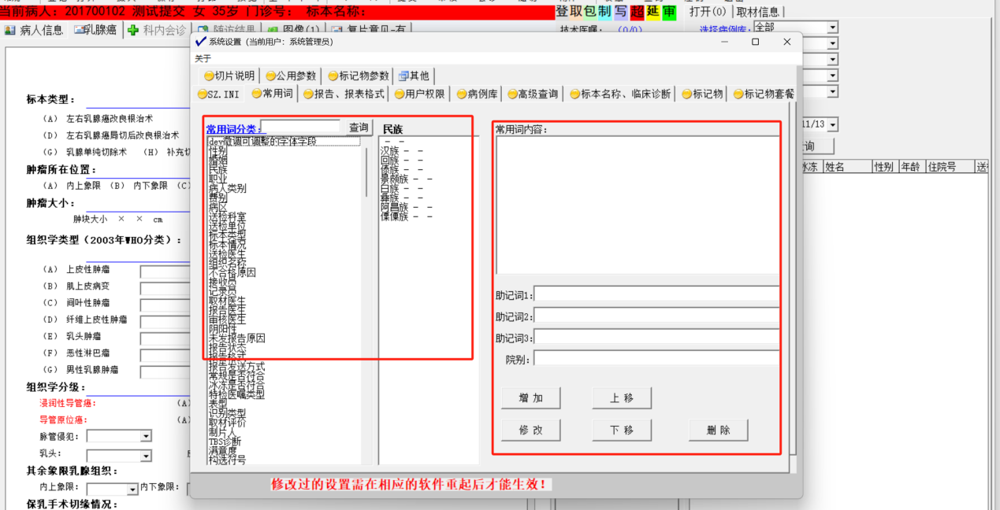 当前病人: 201700102 测试提交 女 35岁 门诊号: 标本名称:
登 取 包 制 写 超 延 审 打开(O) 取材信息
病人信息 乳腺癌 科内会诊 随访结果 图像(1) 复片意见-有
技术医嘱: (0/0) 选择病例库: 全部
系统设置 (当前用户: 系统管理员)
关于
切片说明 公用参数 标记物参数 其他
SZ.INI 常用词 报告、报表格式 用户权限 病例库 高级查询 标本名称、临床诊断 标记物 标记物套餐
常用词分类: 查询
dev微调可调整的字体字段
性别
婚姻
民族
职业
病人类别
费别
病区
送检科室
送检单位
标本类型
标本情况
送检医生
组织名称
不合格原因
接收员
记录员
取材医生
报告医生
审核医生
阴阳性
未发报告原因
报告状态
报告格式
报告发送方式
常规是否符合
冰冻是否符合
特检医嘱类型
表型
识别类型
取材评价
制片人
TBS诊断
满意度
构选符号
民族
- -
汉族 - -
回族 - -
傣族 - -
景颇族 - -
白族 - -
彝族 - -
阿昌族 - -
傈僳族 - -
常用词内容:
助记词1:
助记词2:
助记词3:
院别:
增 加 上 移
修 改 下 移 删 除
修改过的设置需在相应的软件重起后才能生效!
标本类型:
(A) 左右乳腺癌改良根治术
(D) 左右乳腺癌局切后改良根治术
(G) 乳腺单纯切除术 (H) 补充切
肿瘤所在位置:
(A) 内上象限 (B) 内下象限 (C)
肿瘤大小:
肿块大小 × × cm
组织学类型(2003年WHO分类):
(A) 上皮性肿瘤
(B) 肌上皮病变
(C) 间叶性肿瘤
(D) 纤维上皮性肿瘤
(E) 乳头肿瘤
(F) 恶性淋巴瘤
(G) 男性乳腺肿瘤
组织学分级:
浸润性导管癌: (A)
导管原位癌: (A)
脉管侵犯:
乳头:
其余象限乳腺组织:
内上象限: 内下象限:
保乳手术切缘情况:
11/13
询
冰冻 姓名 性别 年龄 住院号 送